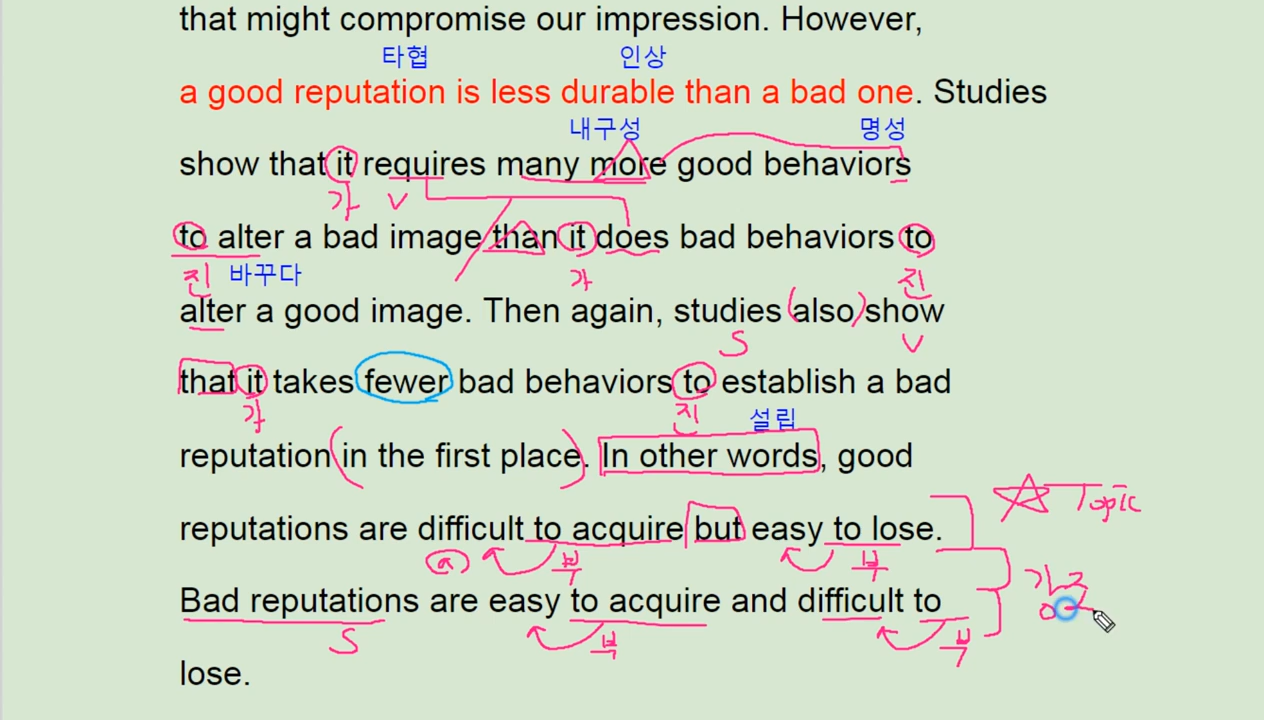 that might compromise our impression. However,
타협 인상
a good reputation is less durable than a bad one. Studies
내구성 명성
show that it requires many more good behaviors
가 V
to alter a bad image than it does bad behaviors to
진 바꾸다 가 진
alter a good image. Then again, studies (also) show
S V
that it takes fewer bad behaviors to establish a bad
가 진 설립
reputation (in the first place). In other words, good
Topic
reputations are difficult to acquire but easy to lose.
a 부 부
Bad reputations are easy to acquire and difficult to
S 부 부
lose.